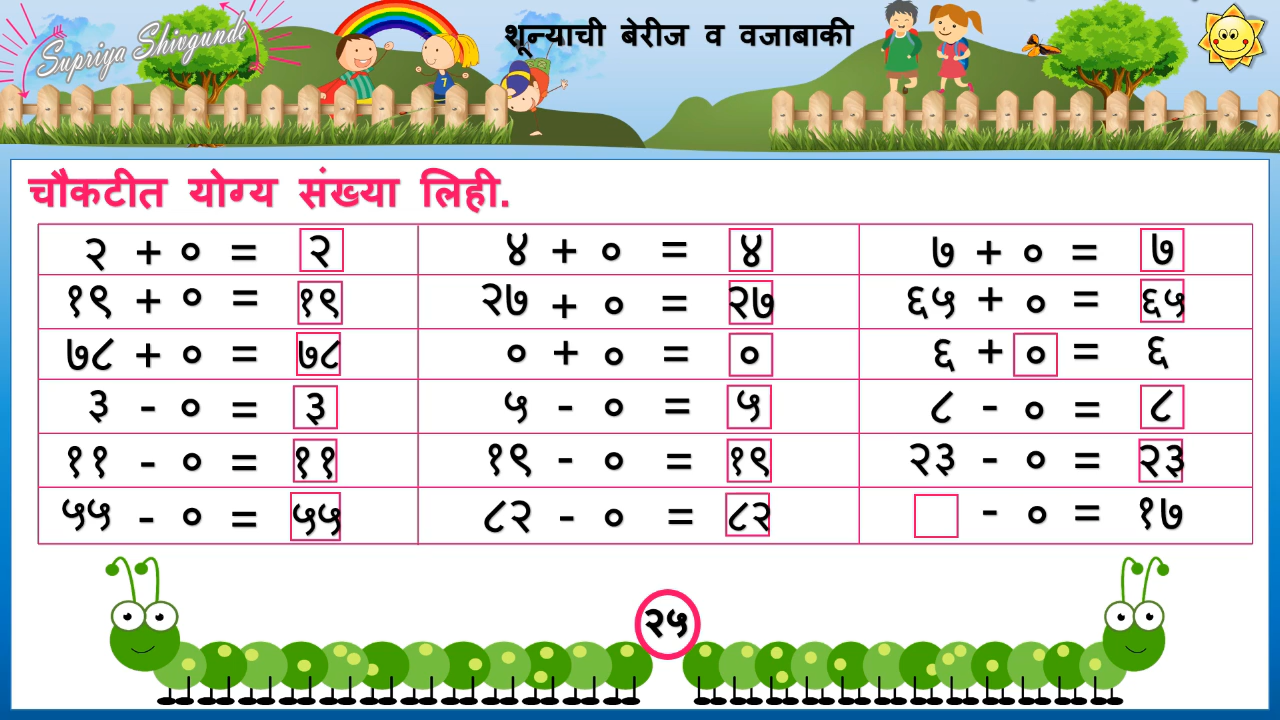 Supriya Shivgunde
शून्याची बेरीज व वजाबाकी
चौकटीत योग्य संख्या लिही.
२ + ० = २ ४ + ० = ४ ७ + ० = ७
१९ + ० = १९ २७ + ० = २७ ६५ + ० = ६५
७८ + ० = ७८ ० + ० = ० ६ + ० = ६
३ - ० = ३ ५ - ० = ५ ८ - ० = ८
११ - ० = ११ १९ - ० = १९ २३ - ० = २३
५५ - ० = ५५ ८२ - ० = ८२ - ० = १७
२५